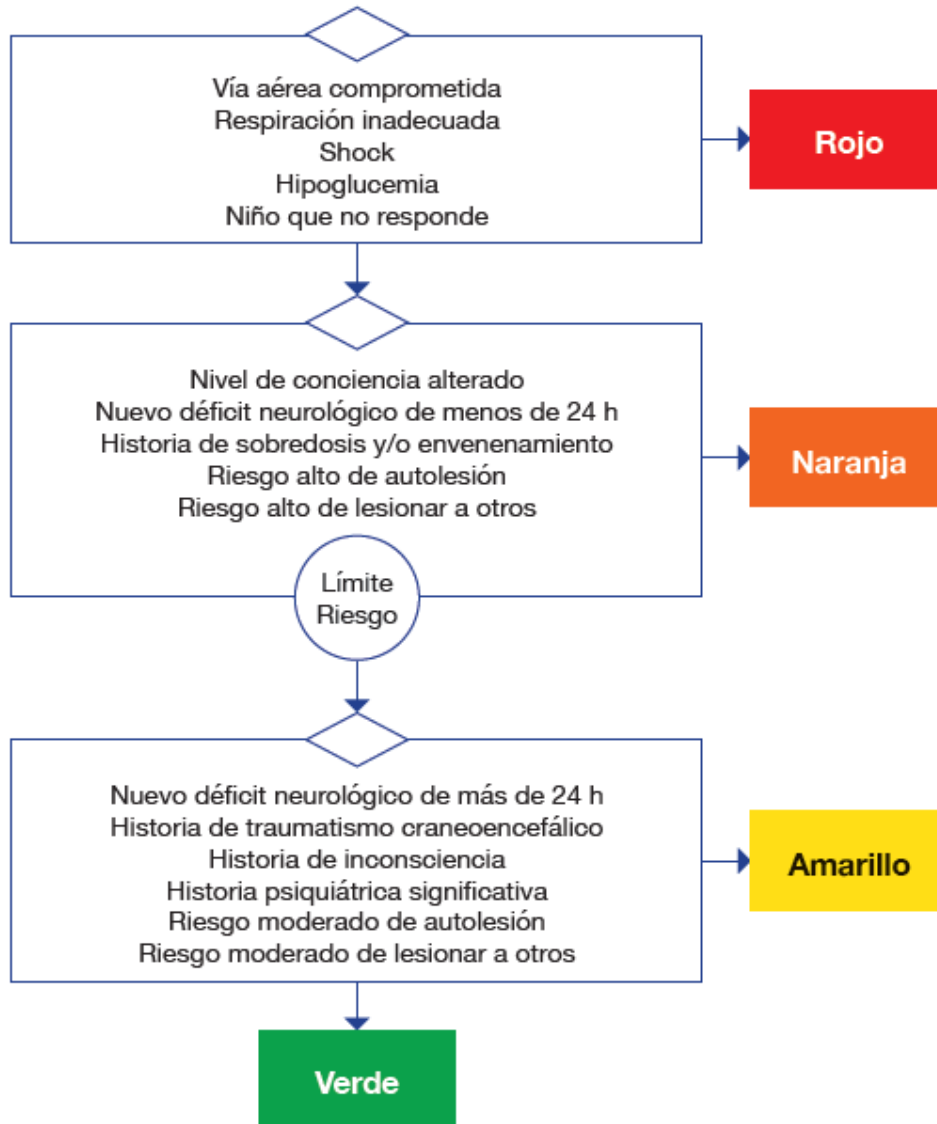 Vía aérea comprometida
Respiración inadecuada
Shock
Hipoglucemia
Niño que no responde
Rojo
Nivel de conciencia alterado
Nuevo déficit neurológico de menos de 24 h
Historia de sobredosis y/o envenenamiento
Riesgo alto de autolesión
Riesgo alto de lesionar a otros
Naranja
Límite
Riesgo
Nuevo déficit neurológico de más de 24 h
Historia de traumatismo craneoencefálico
Historia de inconsciencia
Historia psiquiátrica significativa
Riesgo moderado de autolesión
Riesgo moderado de lesionar a otros
Amarillo
Verde